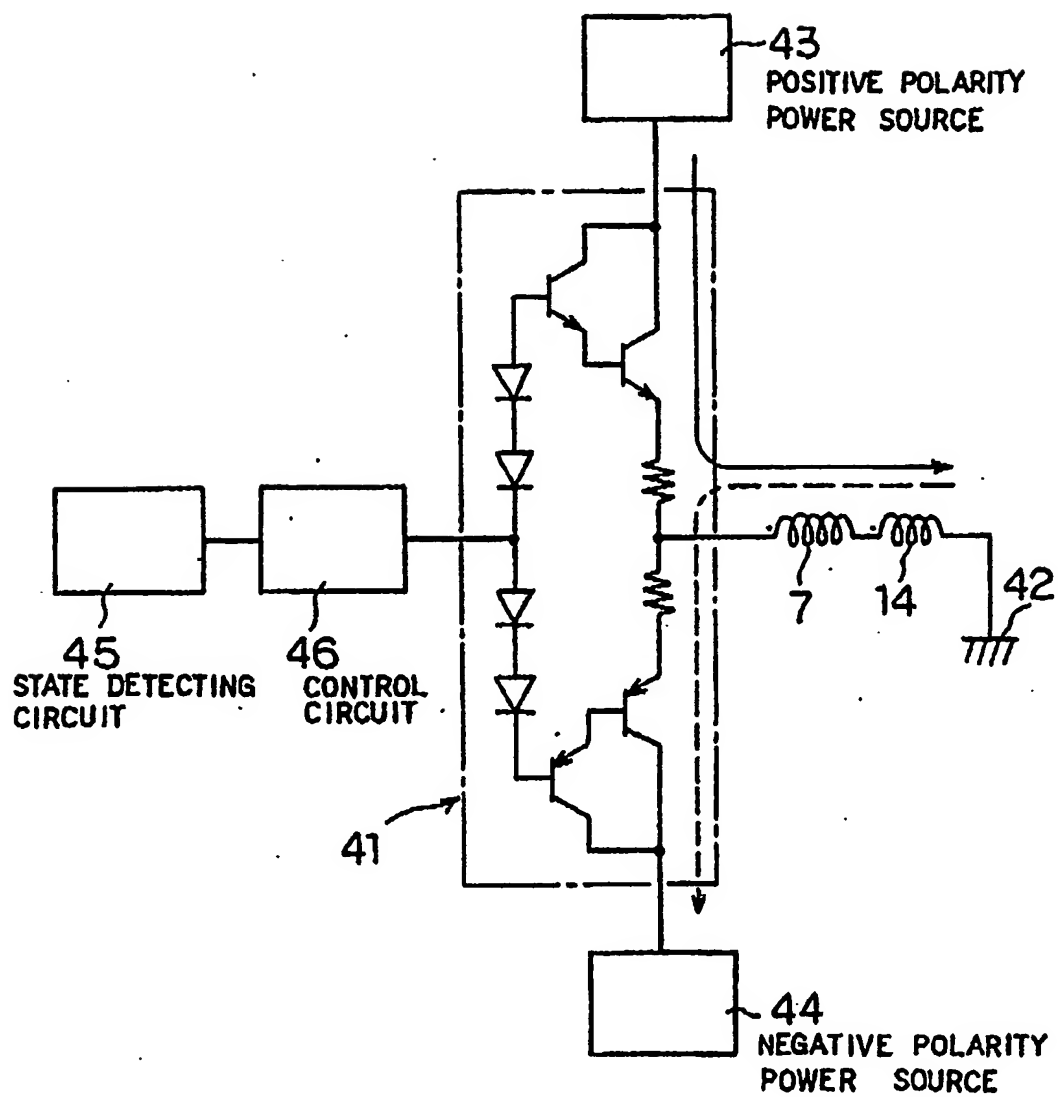 43
POSITIVE POLARITY
POWER SOURCE
7
14
42
45
STATE DETECTING
CIRCUIT
46
CONTROL
CIRCUIT
41
44
NEGATIVE POLARITY
POWER SOURCE